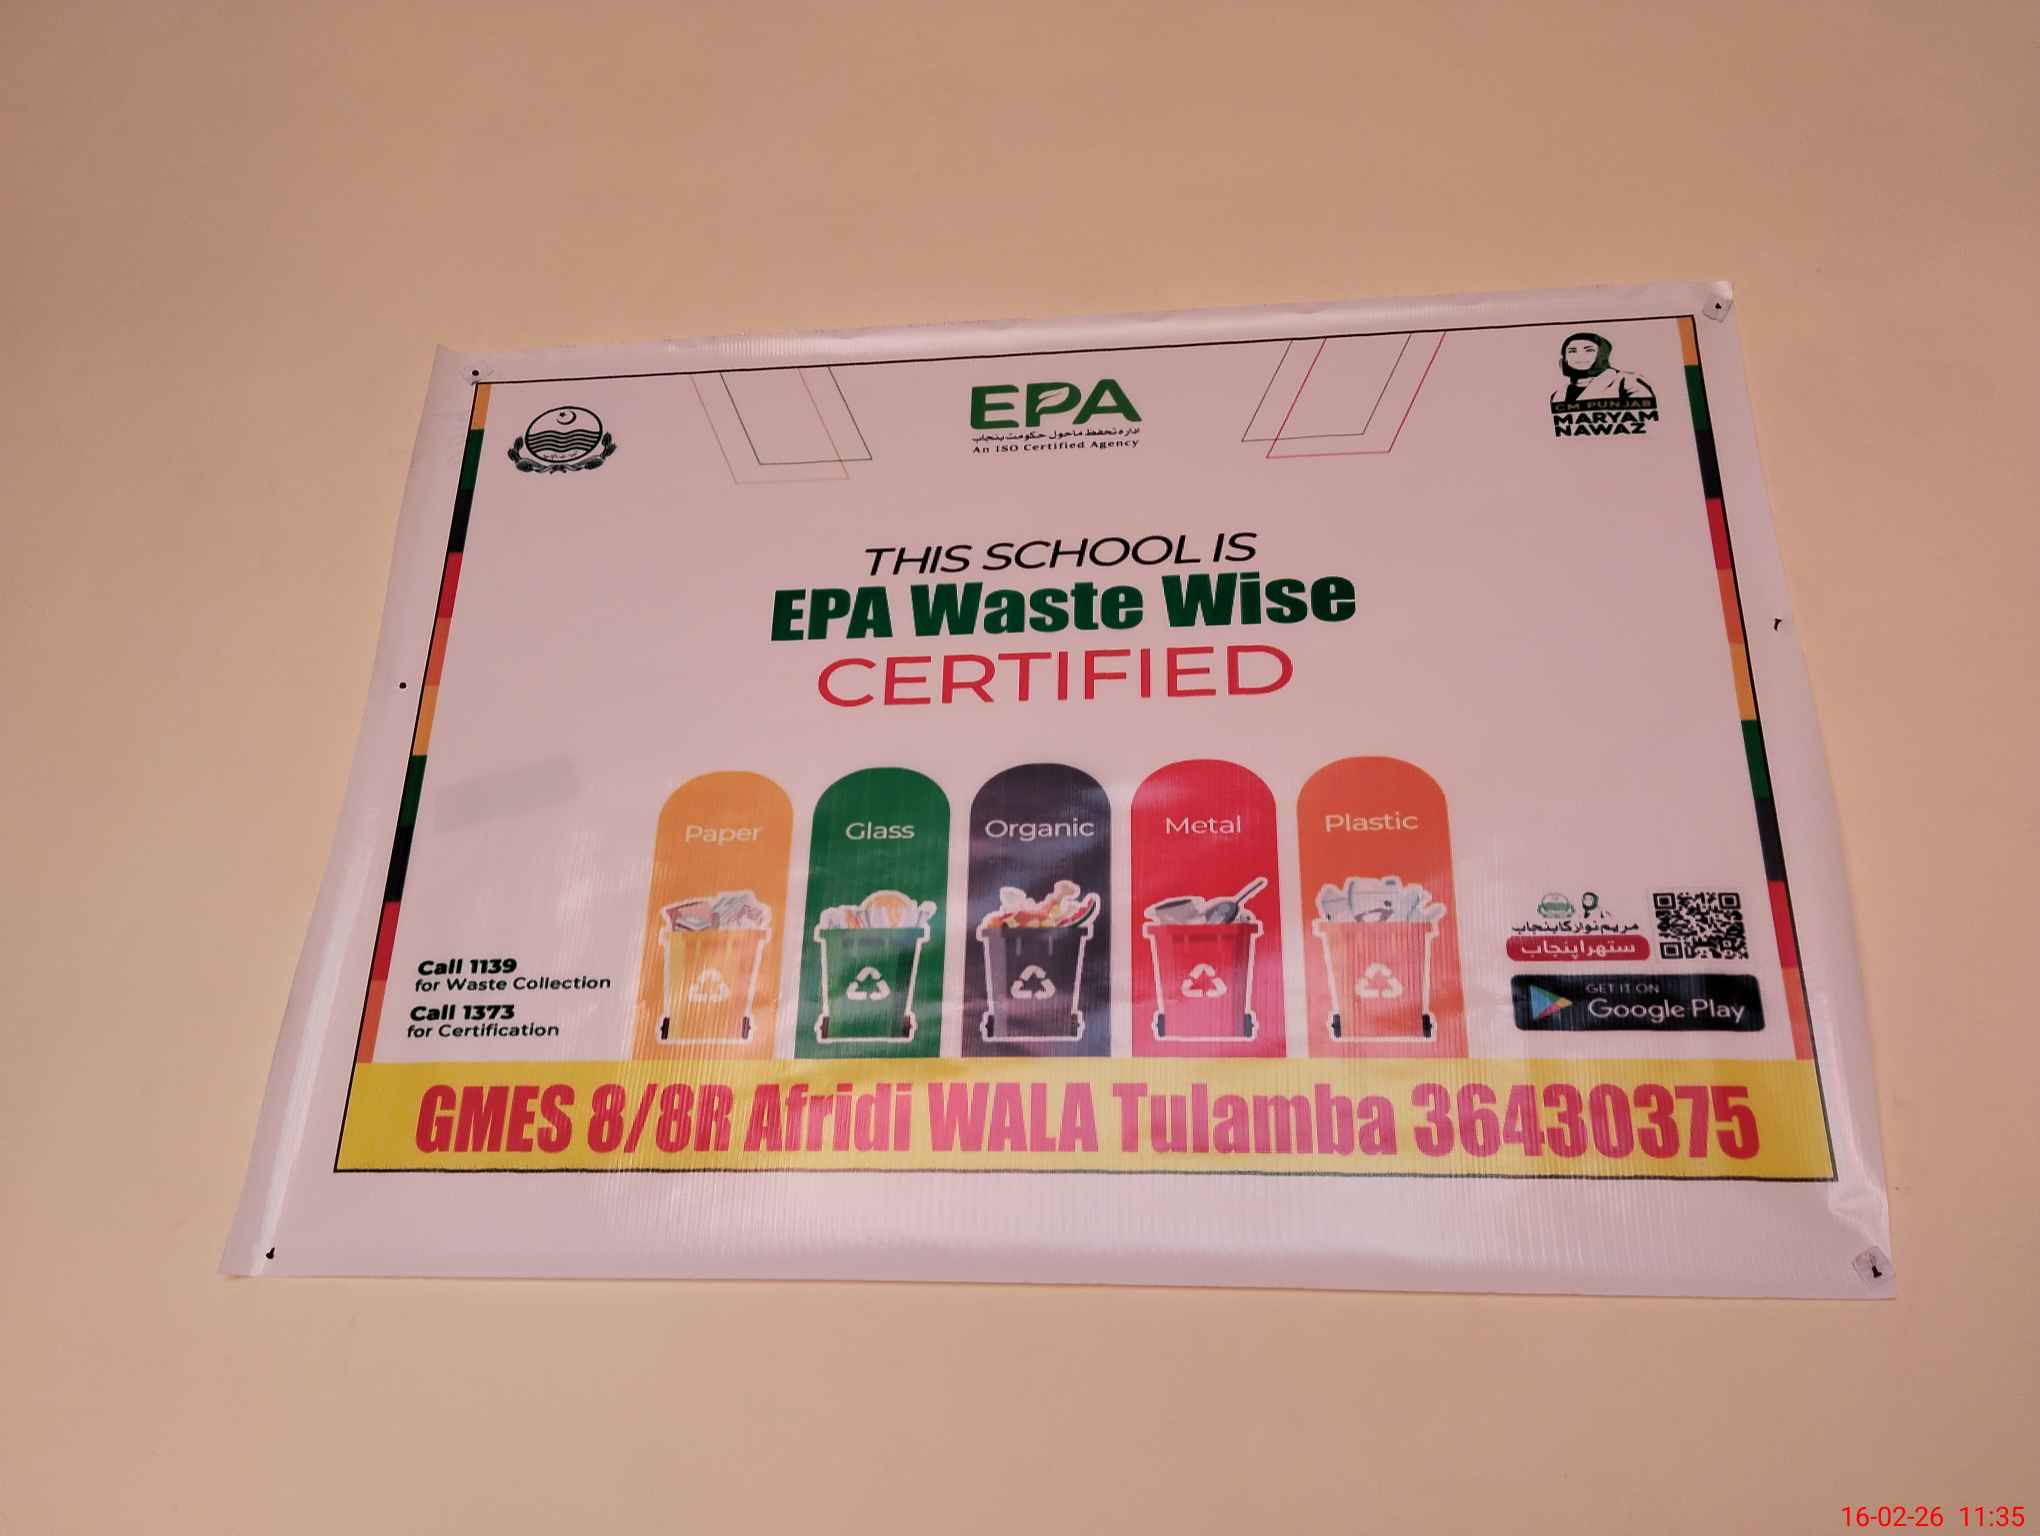 EPA
ادارہ تحفظ ماحول حکومت پنجاب
An ISO Certified Agency
CM PUNJAB
MARYAM
NAWAZ
THIS SCHOOL IS
EPA Waste Wise
CERTIFIED
Paper
Glass
Organic
Metal
Plastic
Call 1139
for Waste Collection
Call 1373
for Certification
مریم نواز کا پنجاب
ستھرا پنجاب
GET IT ON
Google Play
GMES 8/8R Afridi WALA Tulamba 36430375
16-02-26 11:35